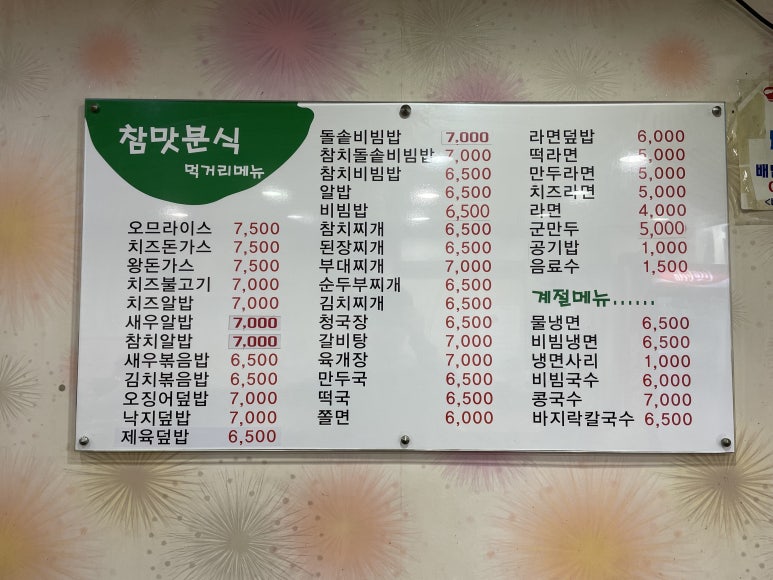 참맛분식
먹거리메뉴
오므라이스 7,500
치즈돈가스 7,500
왕돈가스 7,500
치즈불고기 7,000
치즈알밥 7,000
새우알밥 7,000
참치알밥 7,000
새우볶음밥 6,500
김치볶음밥 6,500
오징어덮밥 7,000
낙지덮밥 7,000
제육덮밥 6,500
돌솥비빔밥 7,000
참치돌솥비빔밥 7,000
참치비빔밥 6,500
알밥 6,500
비빔밥 6,500
참치찌개 6,500
된장찌개 6,500
부대찌개 7,000
순두부찌개 6,500
김치찌개 6,500
청국장 6,500
갈비탕 7,000
육개장 7,000
만두국 6,500
떡국 6,500
쫄면 6,000
라면덮밥 6,000
떡라면 5,000
만두라면 5,000
치즈라면 5,000
라면 4,000
군만두 5,000
공기밥 1,000
음료수 1,500
계절메뉴......
물냉면 6,500
비빔냉면 6,500
냉면사리 1,000
비빔국수 6,000
콩국수 7,000
바지락칼국수 6,500